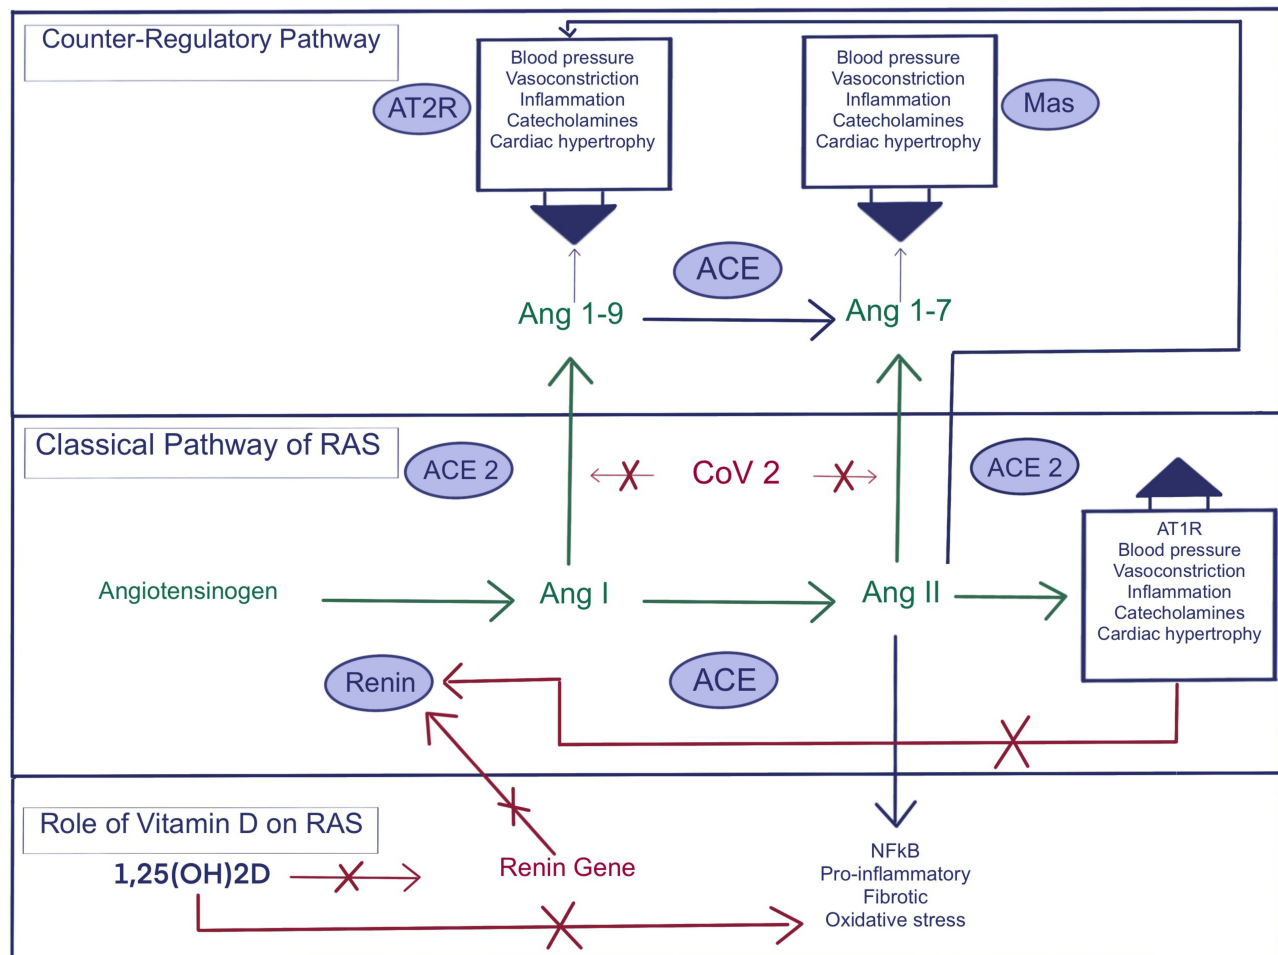 Counter-Regulatory Pathway
AT2R
Blood pressure
Vasoconstriction
Inflammation
Catecholamines
Cardiac hypertrophy
Blood pressure
Vasoconstriction
Inflammation
Catecholamines
Cardiac hypertrophy
Mas
ACE
Ang 1-9
Ang 1-7
Classical Pathway of RAS
ACE 2
CoV 2
ACE 2
AT1R
Blood pressure
Vasoconstriction
Inflammation
Catecholamines
Cardiac hypertrophy
Angiotensinogen
Ang I
Ang II
Renin
ACE
Role of Vitamin D on RAS
1,25(OH)2D
Renin Gene
NFkB
Pro-inflammatory
Fibrotic
Oxidative stress